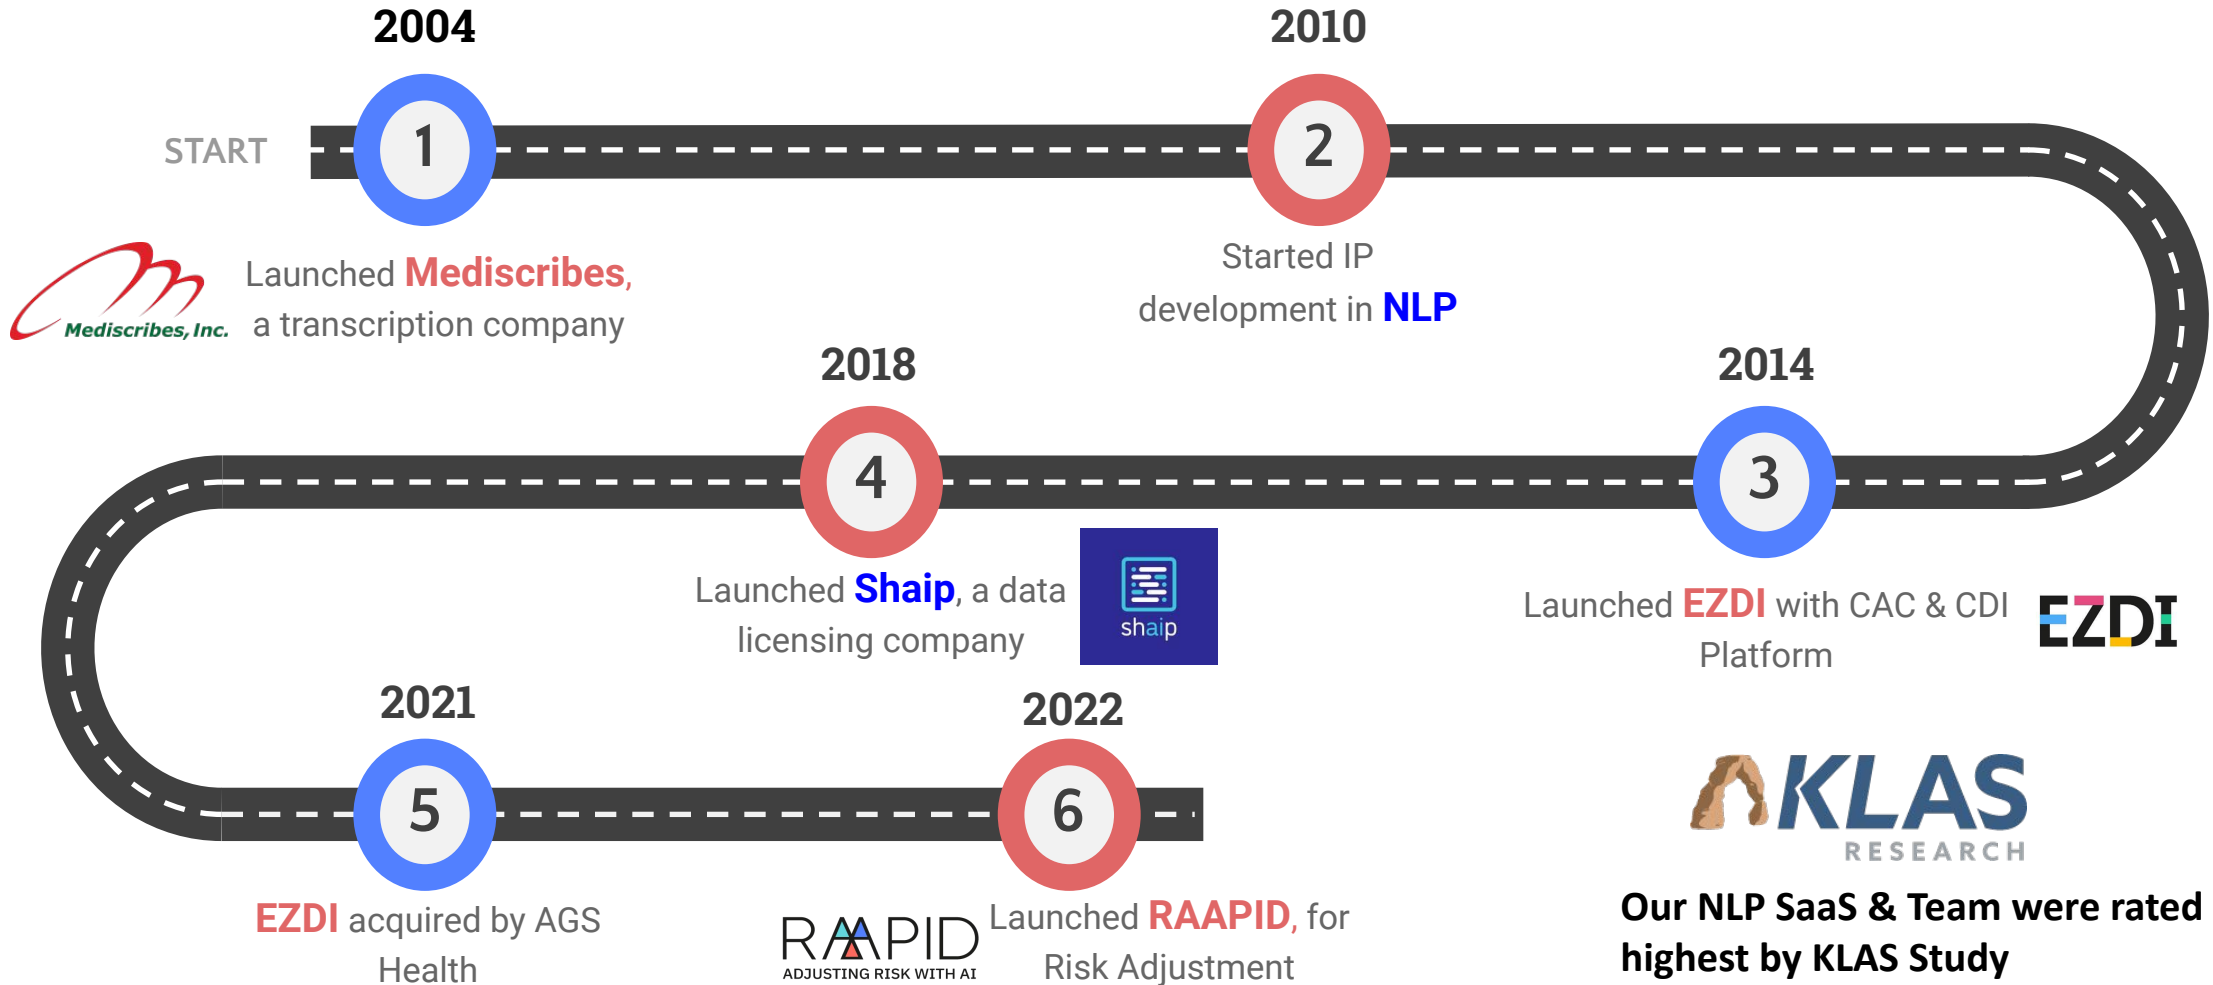 2004
2010
START
1
2
Mediscribes, Inc.
Launched Mediscribes,
a transcription company
Started IP
development in NLP
2018
2014
4
3
Launched Shaip, a data
licensing company
shaip
Launched EZDI with CAC & CDI
Platform
EZDI
2021
2022
5
6
EZDI acquired by AGS
Health
RAAPID
ADJUSTING RISK WITH AI
Launched RAAPID, for
Risk Adjustment
KLAS
RESEARCH
Our NLP SaaS & Team were rated
highest by KLAS Study